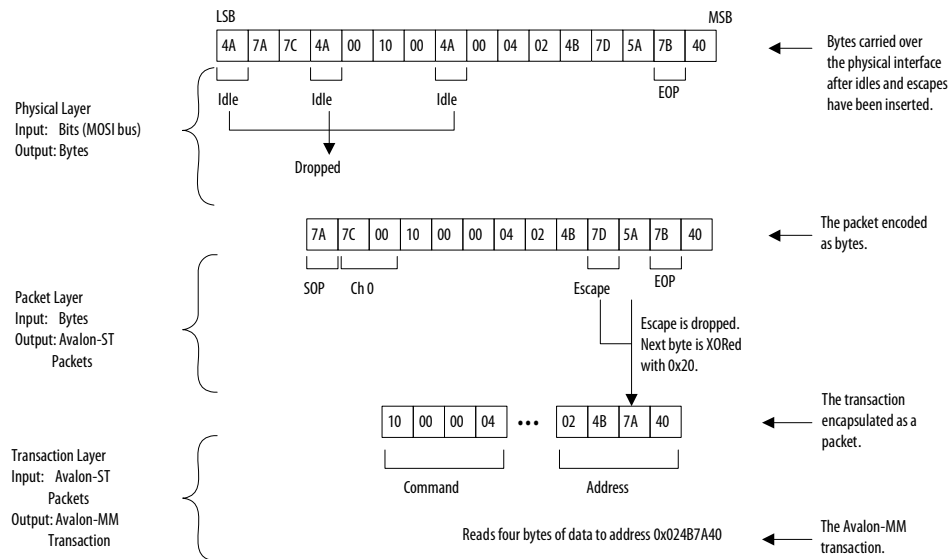 LSB MSB
4A 7A 7C 4A 00 10 00 4A 00 04 02 4B 7D 5A 7B 40
Bytes carried over
the physical interface
after idles and escapes
have been inserted.
Idle Idle Idle EOP
Physical Layer
Input: Bits (MOSI bus)
Output: Bytes
Dropped
7A 7C 00 10 00 00 04 02 4B 7D 5A 7B 40
The packet encoded
as bytes.
SOP Ch 0 Escape EOP
Packet Layer
Input: Bytes
Output: Avalon-ST
Packets
Escape is dropped.
Next byte is XORed
with 0x20.
10 00 00 04 ••• 02 4B 7A 40
The transaction
encapsulated as a
packet.
Command Address
Transaction Layer
Input: Avalon-ST
Packets
Output: Avalon-MM
Transaction
Reads four bytes of data to address 0x024B7A40
The Avalon-MM
transaction.